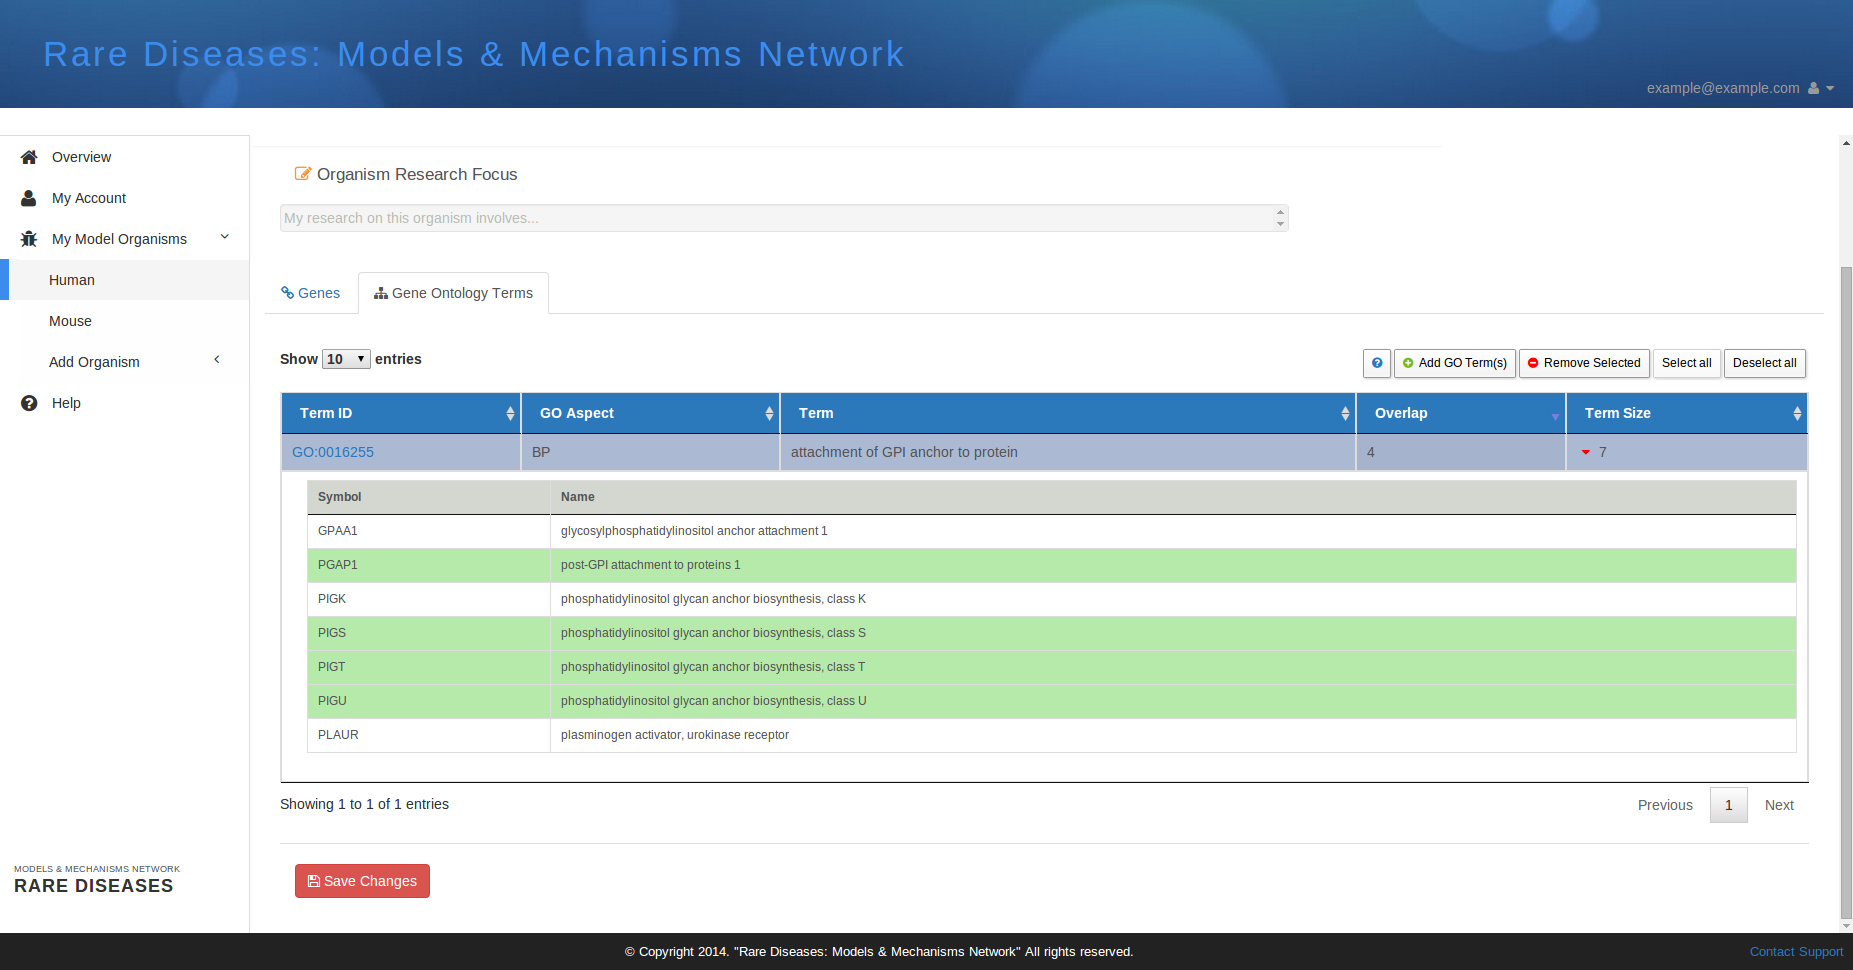 Rare Diseases: Models & Mechanisms Network
example@example.com
Overview
My Account
My Model Organisms
Human
Mouse
Add Organism
Help
MODELS & MECHANISMS NETWORK
RARE DISEASES
Organism Research Focus
My research on this organism involves...
Genes Gene Ontology Terms
Show 10 entries Add GO Term(s) Remove Selected Select all Deselect all
Term ID GO Aspect Term Overlap Term Size
GO:0016255 BP attachment of GPI anchor to protein 4 7
Symbol Name
GPAA1 glycosylphosphatidylinositol anchor attachment 1
PGAP1 post-GPI attachment to proteins 1
PIGK phosphatidylinositol glycan anchor biosynthesis, class K
PIGS phosphatidylinositol glycan anchor biosynthesis, class S
PIGT phosphatidylinositol glycan anchor biosynthesis, class T
PIGU phosphatidylinositol glycan anchor biosynthesis, class U
PLAUR plasminogen activator, urokinase receptor
Showing 1 to 1 of 1 entries Previous 1 Next
Save Changes
© Copyright 2014. "Rare Diseases: Models & Mechanisms Network" All rights reserved. Contact Support